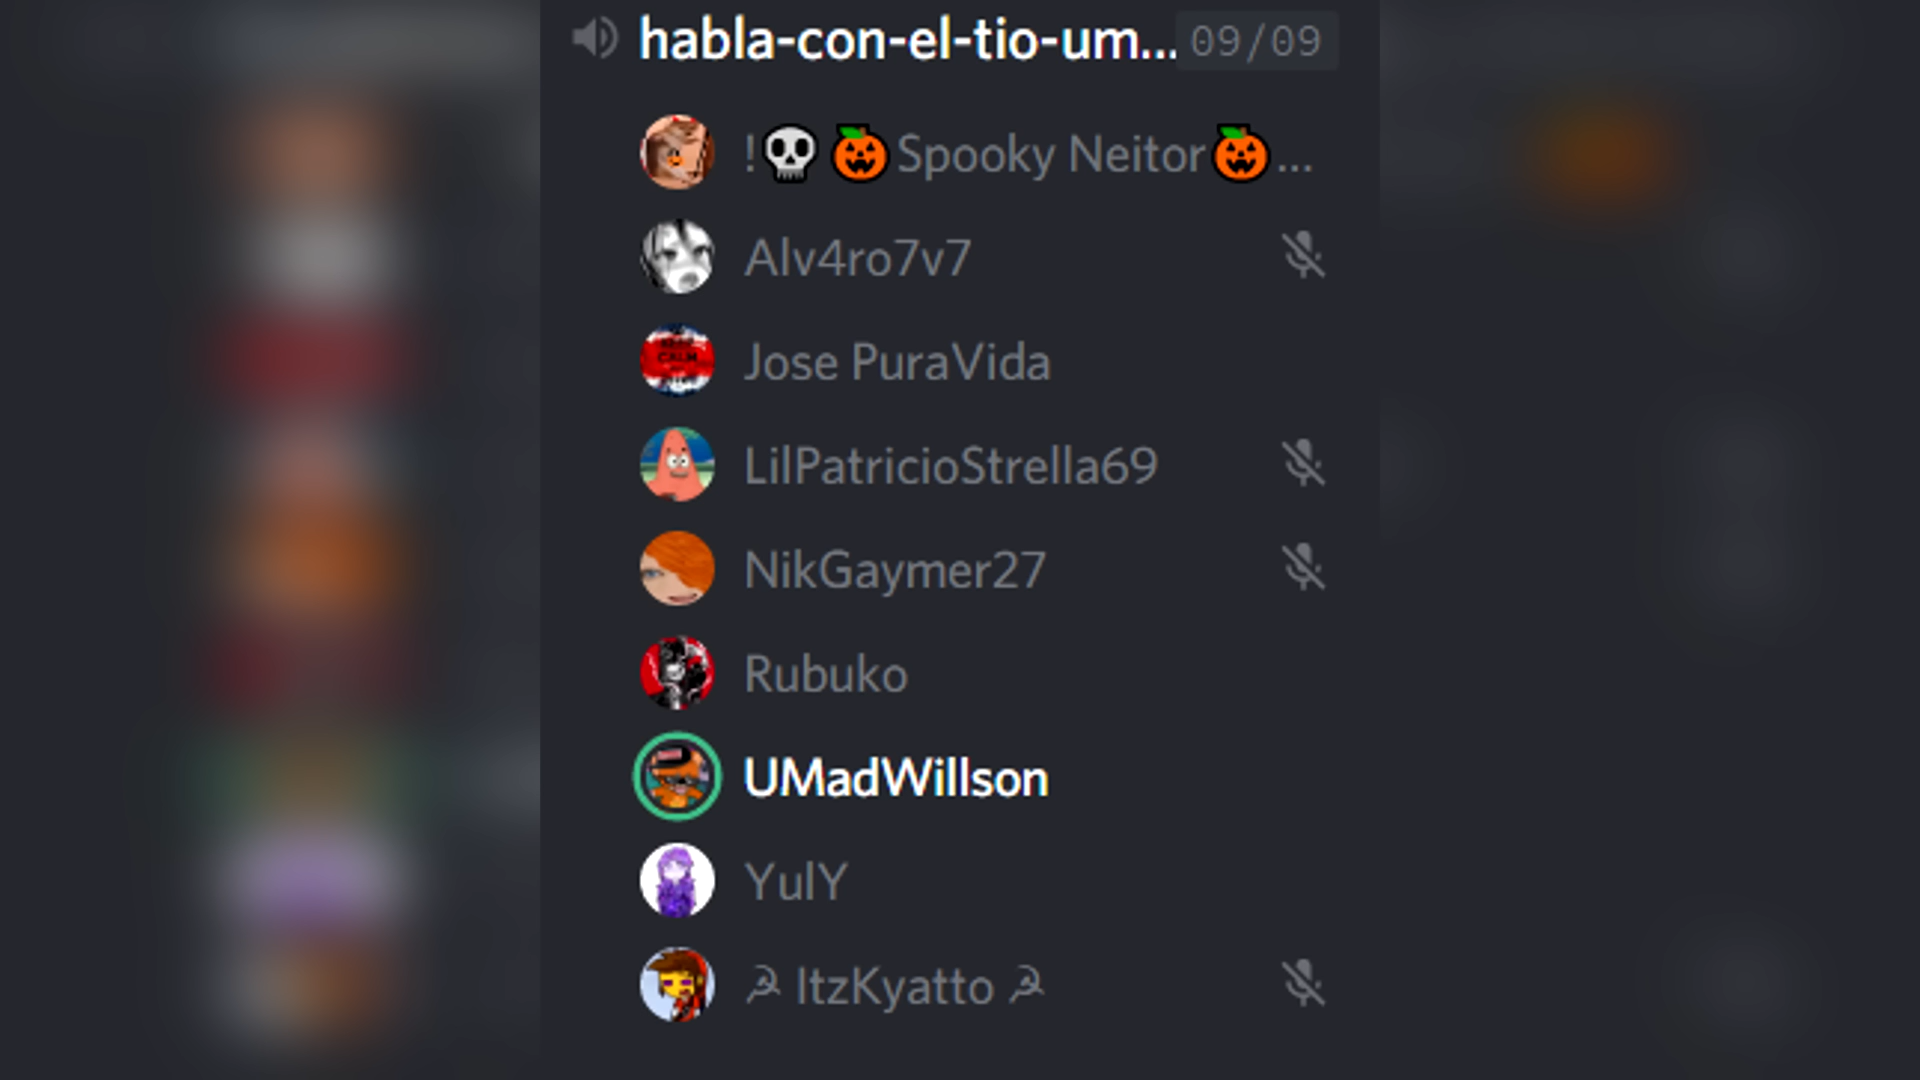 habla-con-el-tio-um... 09/09
!💀🎃Spooky Neitor🎃...
Alv4ro7v7
Jose PuraVida
LilPatricioStrella69
NikGaymer27
Rubuko
UMadWillson
YulY
☭ ItzKyatto ☭